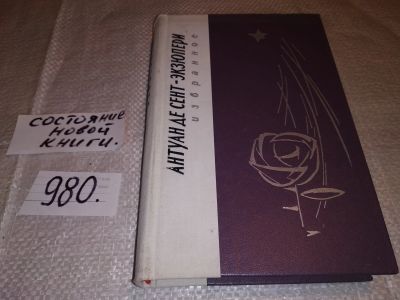 СОСТОЯНИЕ
НОВОЙ
КНИГИ.
980.
АНТУАН ДЕ СЕНТ-ЭКЗЮПЕРИ
избранное